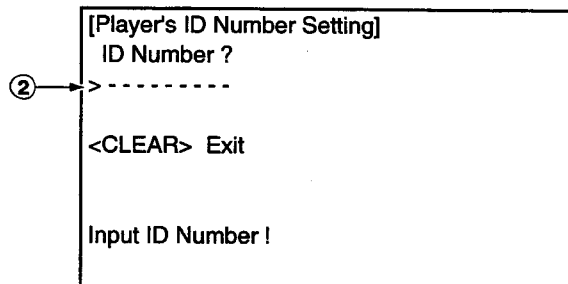 [Player's ID Number Setting]
ID Number ?
② > - - - - - - - - - -
<CLEAR> Exit
Input ID Number !